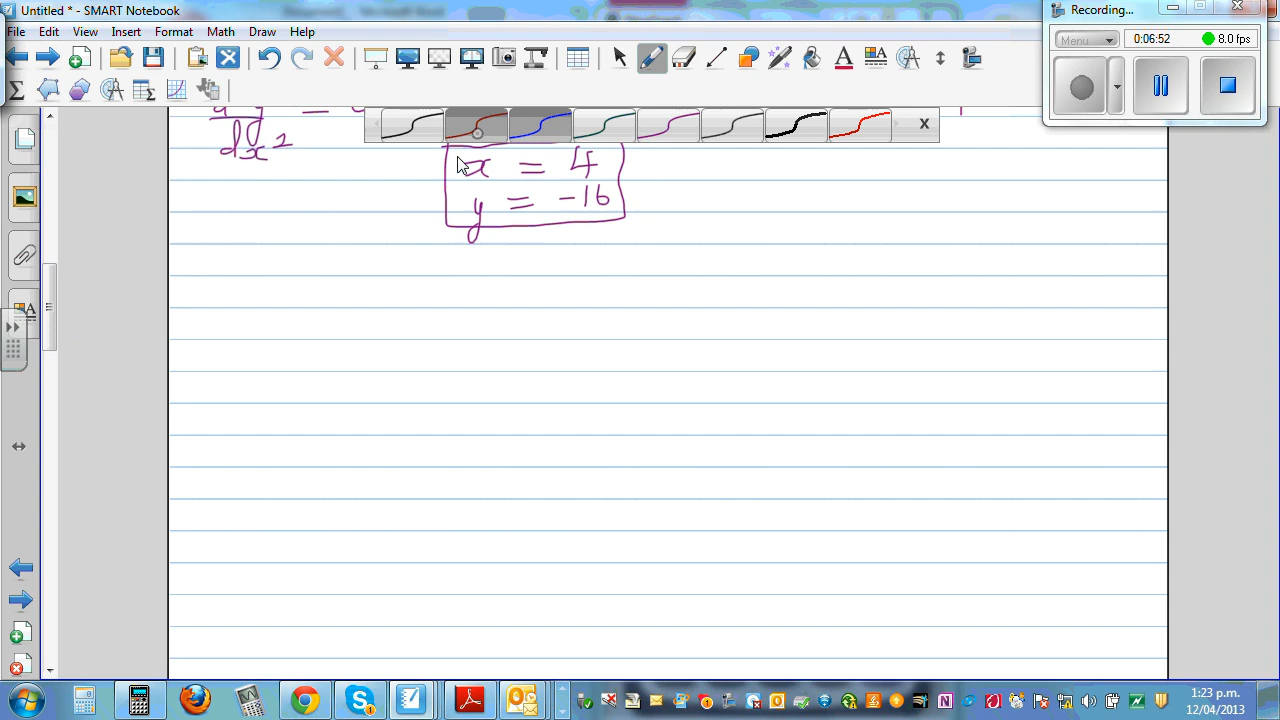 Untitled * - SMART Notebook
Recording...
File Edit View Insert Format Math Draw Help
Menu
0:06:52
8.0 fps
dx²
x = 4
y = -16
1:23 p.m.
12/04/2013